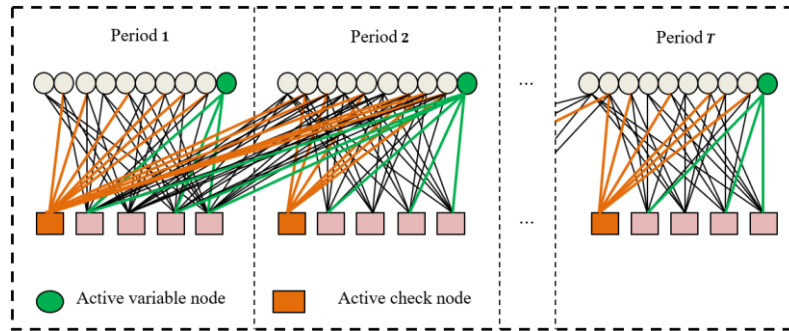 Period 1
Period 2
Period T
...
...
Active variable node
Active check node